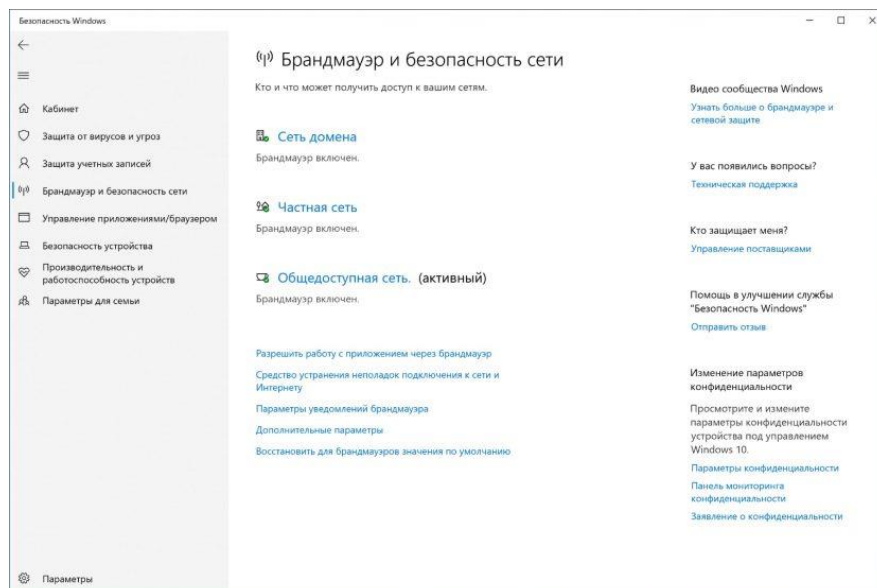 Безопасность Windows
Кабинет
Защита от вирусов и угроз
Защита учетных записей
Брандмауэр и безопасность сети
Управление приложениями/браузером
Безопасность устройства
Производительность и
работоспособность устройств
Параметры для семьи
Параметры
Брандмауэр и безопасность сети
Кто и что может получить доступ к вашим сетям.
Сеть домена
Брандмауэр включен.
Частная сеть
Брандмауэр включен.
Общедоступная сеть. (активный)
Брандмауэр включен.
Разрешить работу с приложением через брандмауэр
Средство устранения неполадок подключения к сети и
Интернету
Параметры уведомлений брандмауэра
Дополнительные параметры
Восстановить для брандмауэров значения по умолчанию
Видео сообщества Windows
Узнать больше о брандмауэре и
сетевой защите
У вас появились вопросы?
Техническая поддержка
Кто защищает меня?
Управление поставщиками
Помощь в улучшении службы
"Безопасность Windows"
Отправить отзыв
Изменение параметров
конфиденциальности
Просмотрите и измените
параметры конфиденциальности
устройства под управлением
Windows 10.
Параметры конфиденциальности
Панель мониторинга
конфиденциальности
Заявление о конфиденциальности